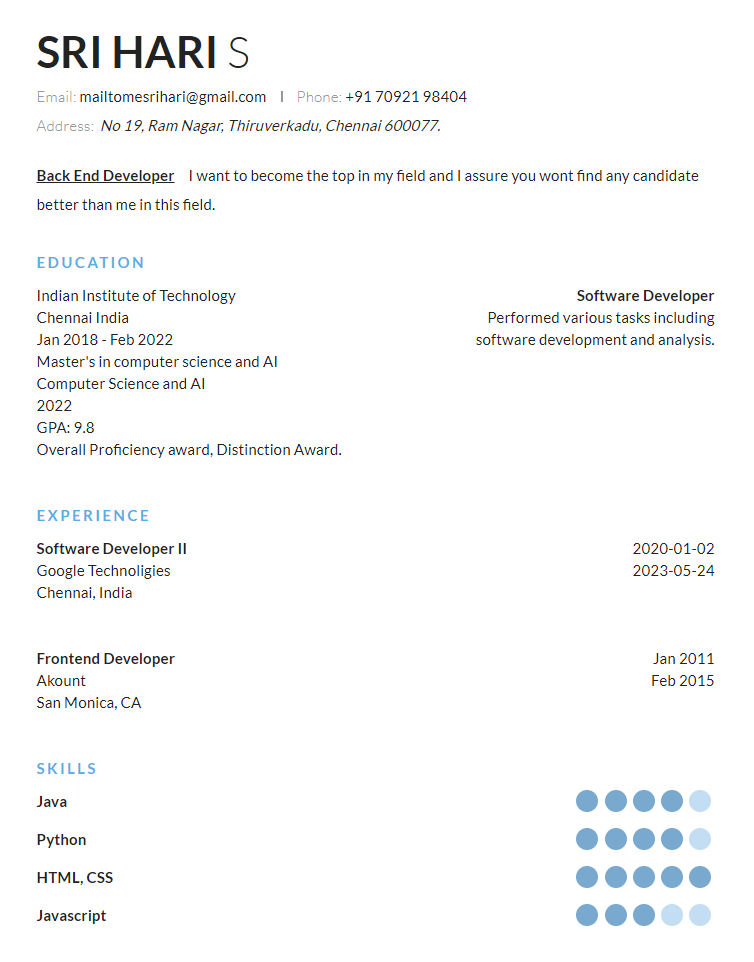 SRI HARI S
Email: mailtomesrihari@gmail.com I Phone: +91 70921 98404
Address: No 19, Ram Nagar, Thiruverkadu, Chennai 600077.
Back End Developer I want to become the top in my field and I assure you wont find any candidate
better than me in this field.
EDUCATION
Indian Institute of Technology
Chennai India
Jan 2018 - Feb 2022
Master's in computer science and AI
Computer Science and AI
2022
GPA: 9.8
Overall Proficiency award, Distinction Award.
Software Developer
Performed various tasks including
software development and analysis.
EXPERIENCE
Software Developer II
Google Technoligies
Chennai, India
2020-01-02
2023-05-24
Frontend Developer
Akount
San Monica, CA
Jan 2011
Feb 2015
SKILLS
Java
Python
HTML, CSS
Javascript